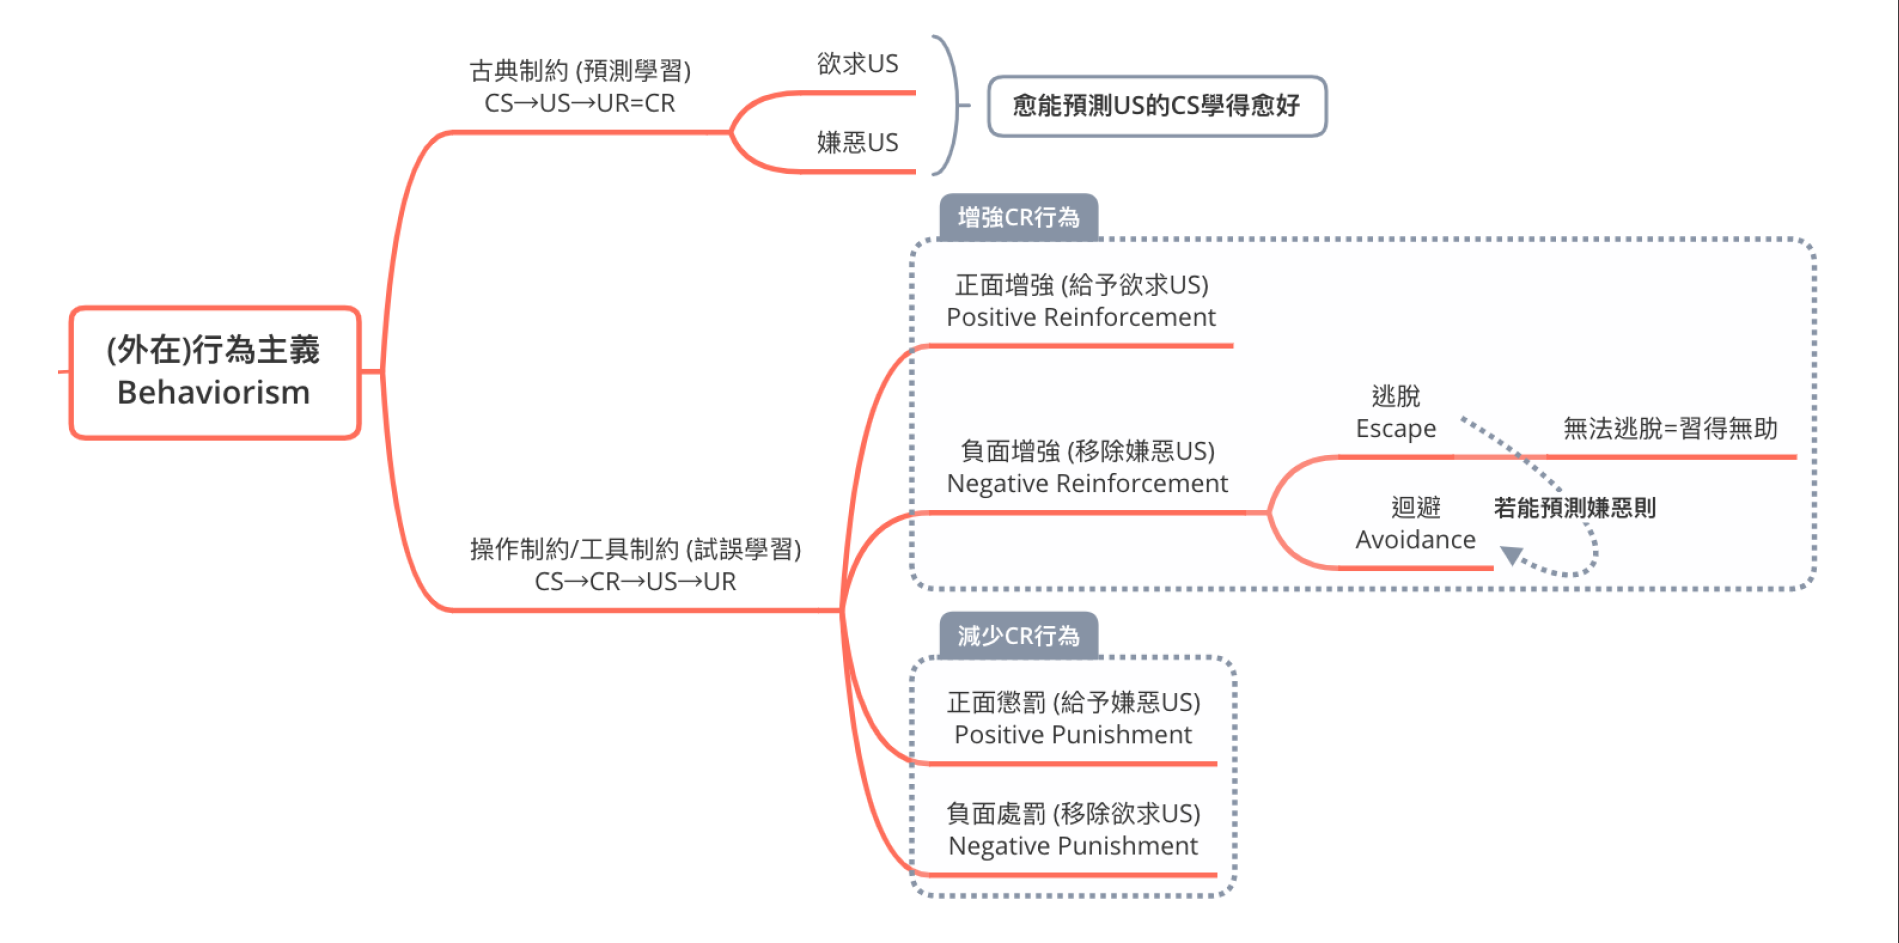 (外在)行為主義
Behaviorism
古典制約 (預測學習)
CS→US→UR=CR
欲求US
嫌惡US
愈能預測US的CS學得愈好
操作制約/工具制約 (試誤學習)
CS→CR→US→UR
增強CR行為
正面增強 (給予欲求US)
Positive Reinforcement
負面增強 (移除嫌惡US)
Negative Reinforcement
逃脫
Escape
無法逃脫=習得無助
迴避
Avoidance
若能預測嫌惡則
減少CR行為
正面懲罰 (給予嫌惡US)
Positive Punishment
負面處罰 (移除欲求US)
Negative Punishment